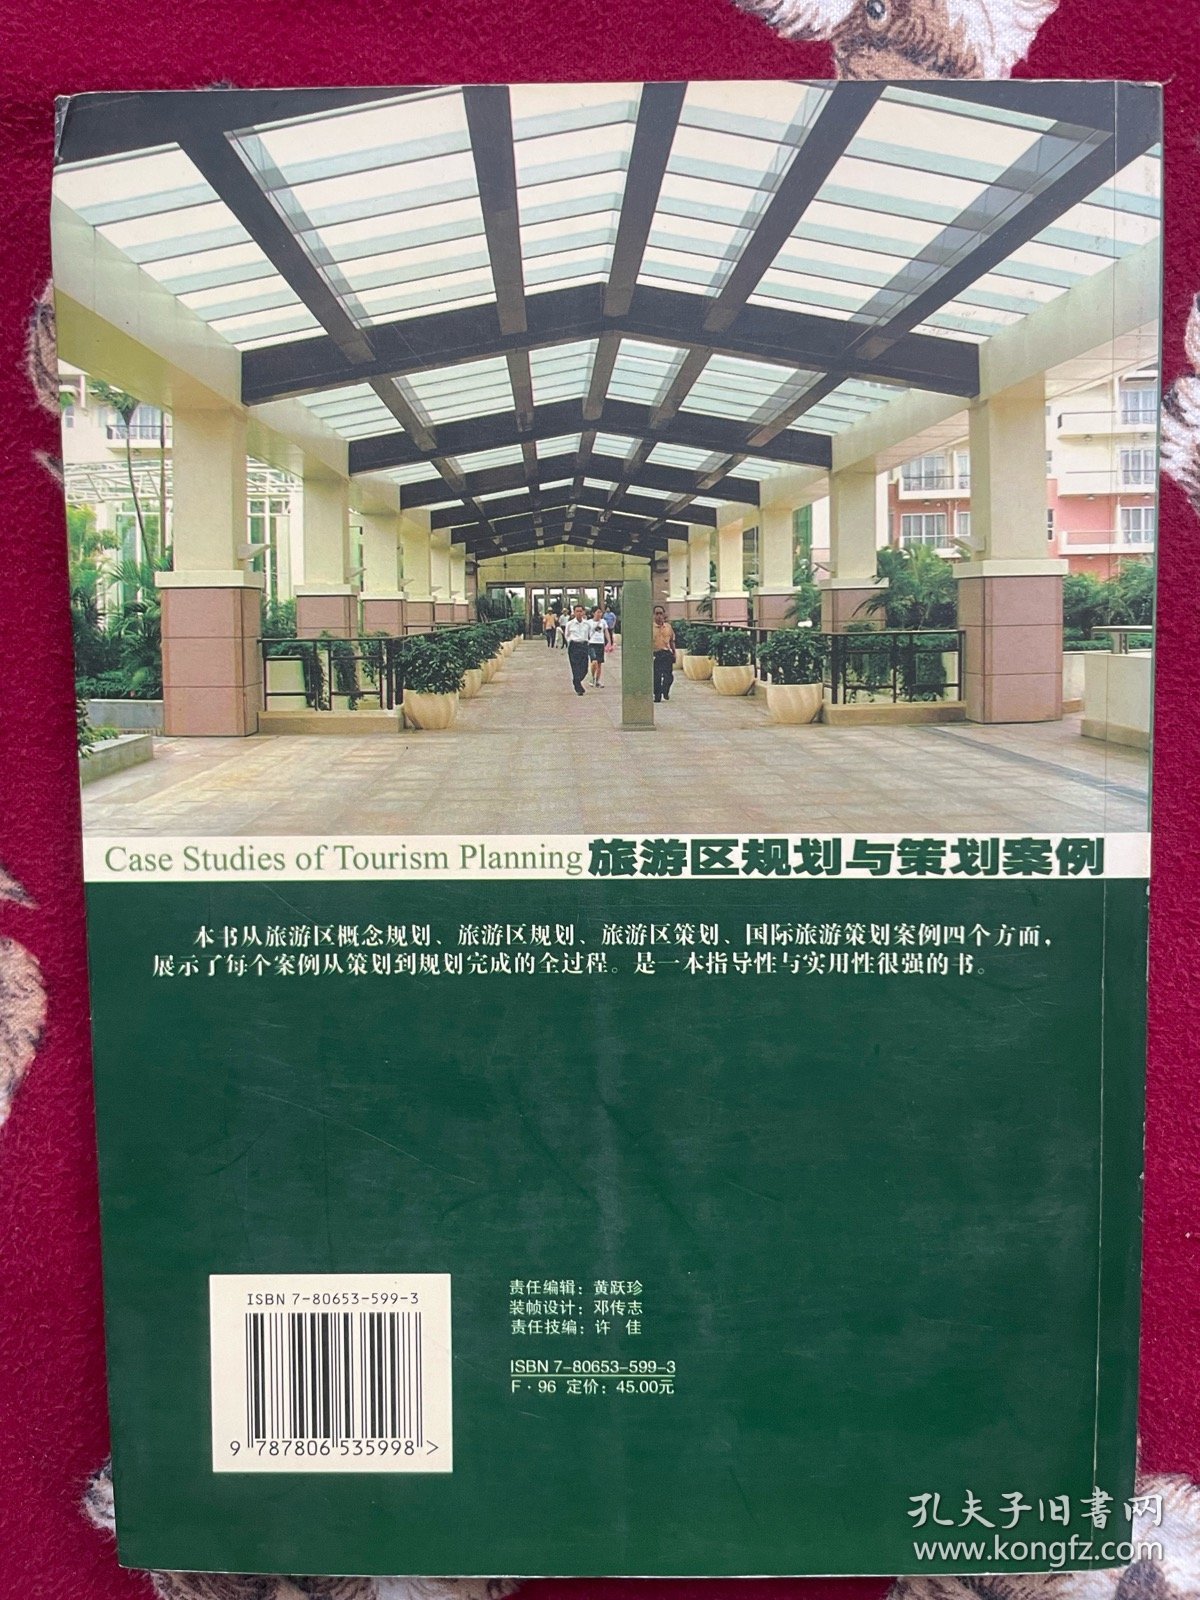 Case Studies of Tourism Planning 旅游区规划与策划案例
本书从旅游区概念规划、旅游区规划、旅游区策划、国际旅游策划案例四个方面，
展示了每个案例从策划到规划完成的全过程。是一本指导性与实用性很强的书。
ISBN 7-80653-599-3
9 787806 535998 >
责任编辑：黄跃珍
装帧设计：邓传志
责任技编：许 佳
ISBN 7-80653-599-3
F·96 定价：45.00元
孔夫子旧書网
www.kongfz.com